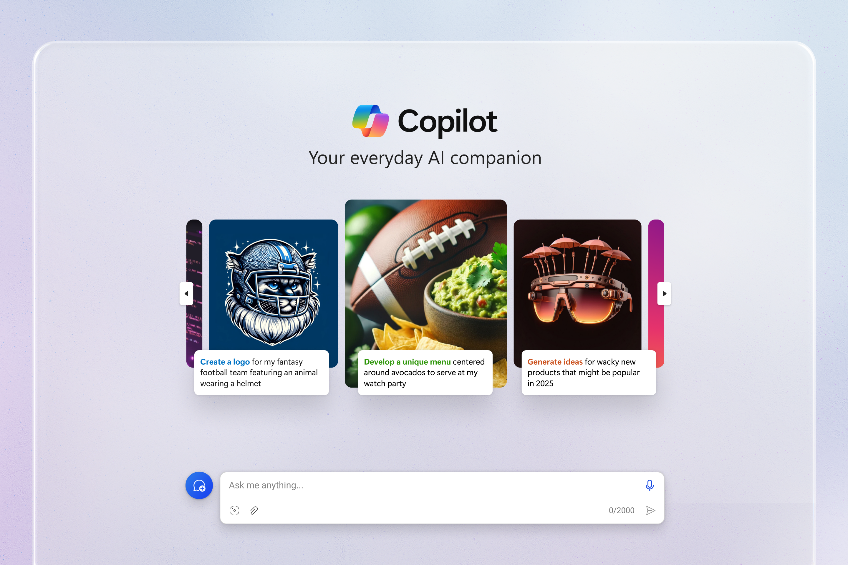 Copilot
Your everyday AI companion
Create a logo for my fantasy
football team featuring an animal
wearing a helmet
Develop a unique menu centered
around avocados to serve at my
watch party
Generate ideas for wacky new
products that might be popular
in 2025
Ask me anything...
0/2000